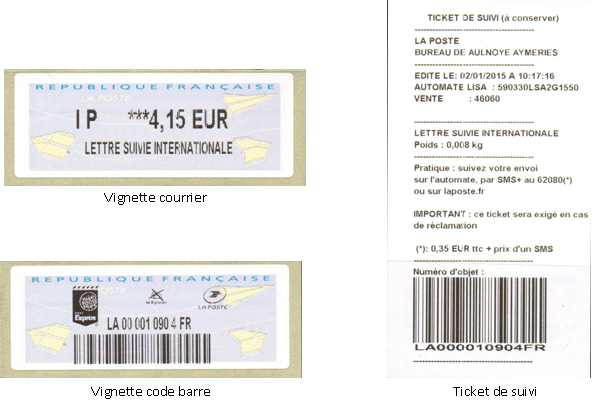 REPUBLIQUE FRANÇAISE
LA POSTE
IP ***4,15 EUR
LETTRE SUIVIE INTERNATIONALE
Vignette courrier
REPUBLIQUE FRANÇAISE
LA POSTE
LA POSTE
LA 00 001 090 4 FR
Vignette code barre
TICKET DE SUIVI (à conserver)
LA POSTE
BUREAU DE AULNOYE AYMERIES
EDITE LE: 02/01/2015 A 10:17:16
AUTOMATE LISA : 590330LSA2G1550
VENTE : 46060
LETTRE SUIVIE INTERNATIONALE
Poids : 0,008 kg
Pratique : suivez votre envoi
sur l'automate, par SMS+ au 62080(*)
ou sur laposte.fr
IMPORTANT : ce ticket sera exigé en cas
de réclamation
(*): 0,35 EUR ttc + prix d'un SMS
Numéro d'objet :
LA000010904FR
Ticket de suivi